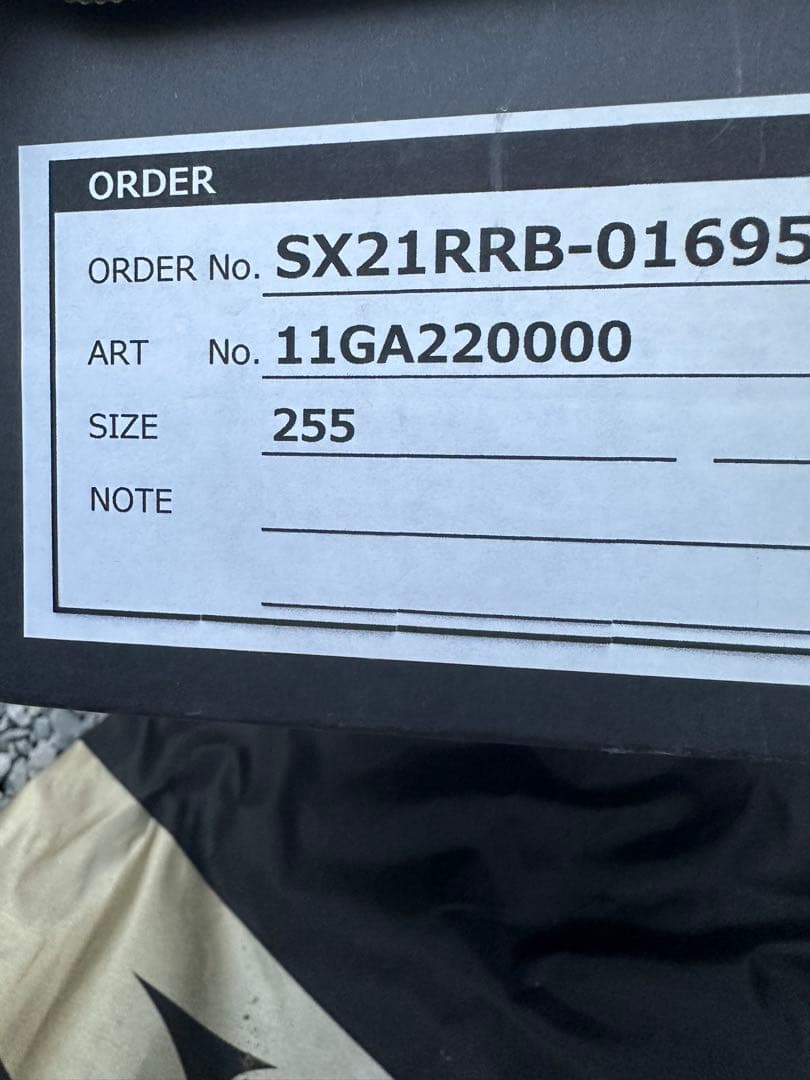 ORDER
ORDER No. SX21RRB-01695
ART No. 11GA220000
SIZE 255
NOTE